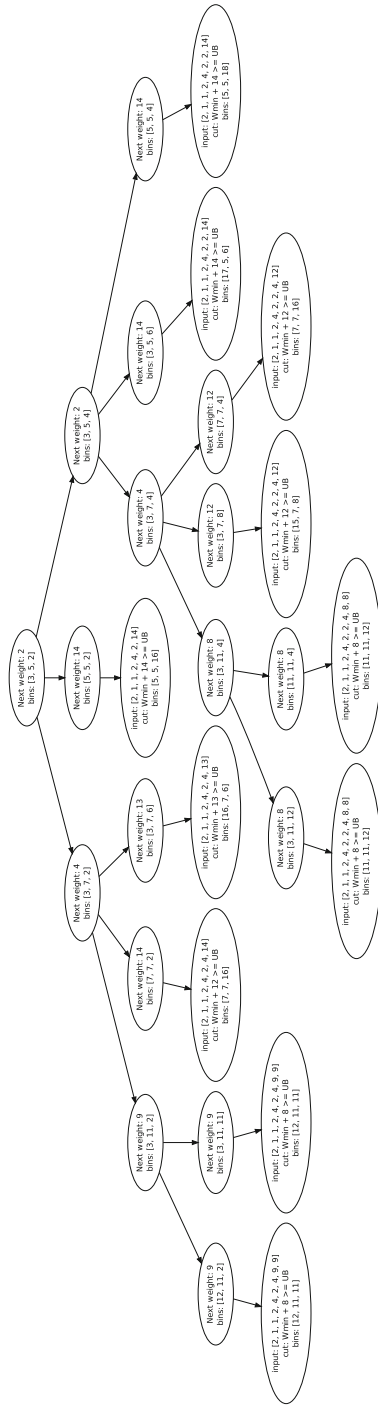 Next weight: 2
bins: [3, 5, 2]
Next weight: 4
bins: [3, 7, 2]
Next weight: 14
bins: [5, 5, 2]
Next weight: 2
bins: [3, 5, 4]
Next weight: 9
bins: [3, 11, 2]
Next weight: 14
bins: [7, 7, 2]
Next weight: 13
bins: [3, 7, 6]
input: [2, 1, 1, 2, 4, 2, 14]
cut: Wmin + 14 >= UB
bins: [5, 5, 16]
Next weight: 4
bins: [3, 7, 4]
Next weight: 14
bins: [3, 5, 6]
Next weight: 14
bins: [5, 5, 4]
Next weight: 9
bins: [12, 11, 2]
Next weight: 9
bins: [3, 11, 11]
input: [2, 1, 1, 2, 4, 2, 4, 14]
cut: Wmin + 12 >= UB
bins: [7, 7, 16]
input: [2, 1, 1, 2, 4, 2, 4, 13]
cut: Wmin + 13 >= UB
bins: [16, 7, 6]
Next weight: 8
bins: [3, 11, 4]
Next weight: 12
bins: [3, 7, 8]
Next weight: 12
bins: [7, 7, 4]
input: [2, 1, 1, 2, 4, 2, 2, 14]
cut: Wmin + 14 >= UB
bins: [17, 5, 6]
input: [2, 1, 1, 2, 4, 2, 2, 14]
cut: Wmin + 14 >= UB
bins: [5, 5, 18]
input: [2, 1, 1, 2, 4, 2, 4, 9, 9]
cut: Wmin + 8 >= UB
bins: [12, 11, 11]
input: [2, 1, 1, 2, 4, 2, 4, 9, 9]
cut: Wmin + 8 >= UB
bins: [12, 11, 11]
Next weight: 8
bins: [3, 11, 12]
Next weight: 8
bins: [11, 11, 4]
input: [2, 1, 1, 2, 4, 2, 2, 4, 12]
cut: Wmin + 12 >= UB
bins: [15, 7, 8]
input: [2, 1, 1, 2, 4, 2, 2, 4, 12]
cut: Wmin + 12 >= UB
bins: [7, 7, 16]
input: [2, 1, 1, 2, 4, 2, 2, 4, 8, 8]
cut: Wmin + 8 >= UB
bins: [11, 11, 12]
input: [2, 1, 1, 2, 4, 2, 2, 4, 8, 8]
cut: Wmin + 8 >= UB
bins: [11, 11, 12]